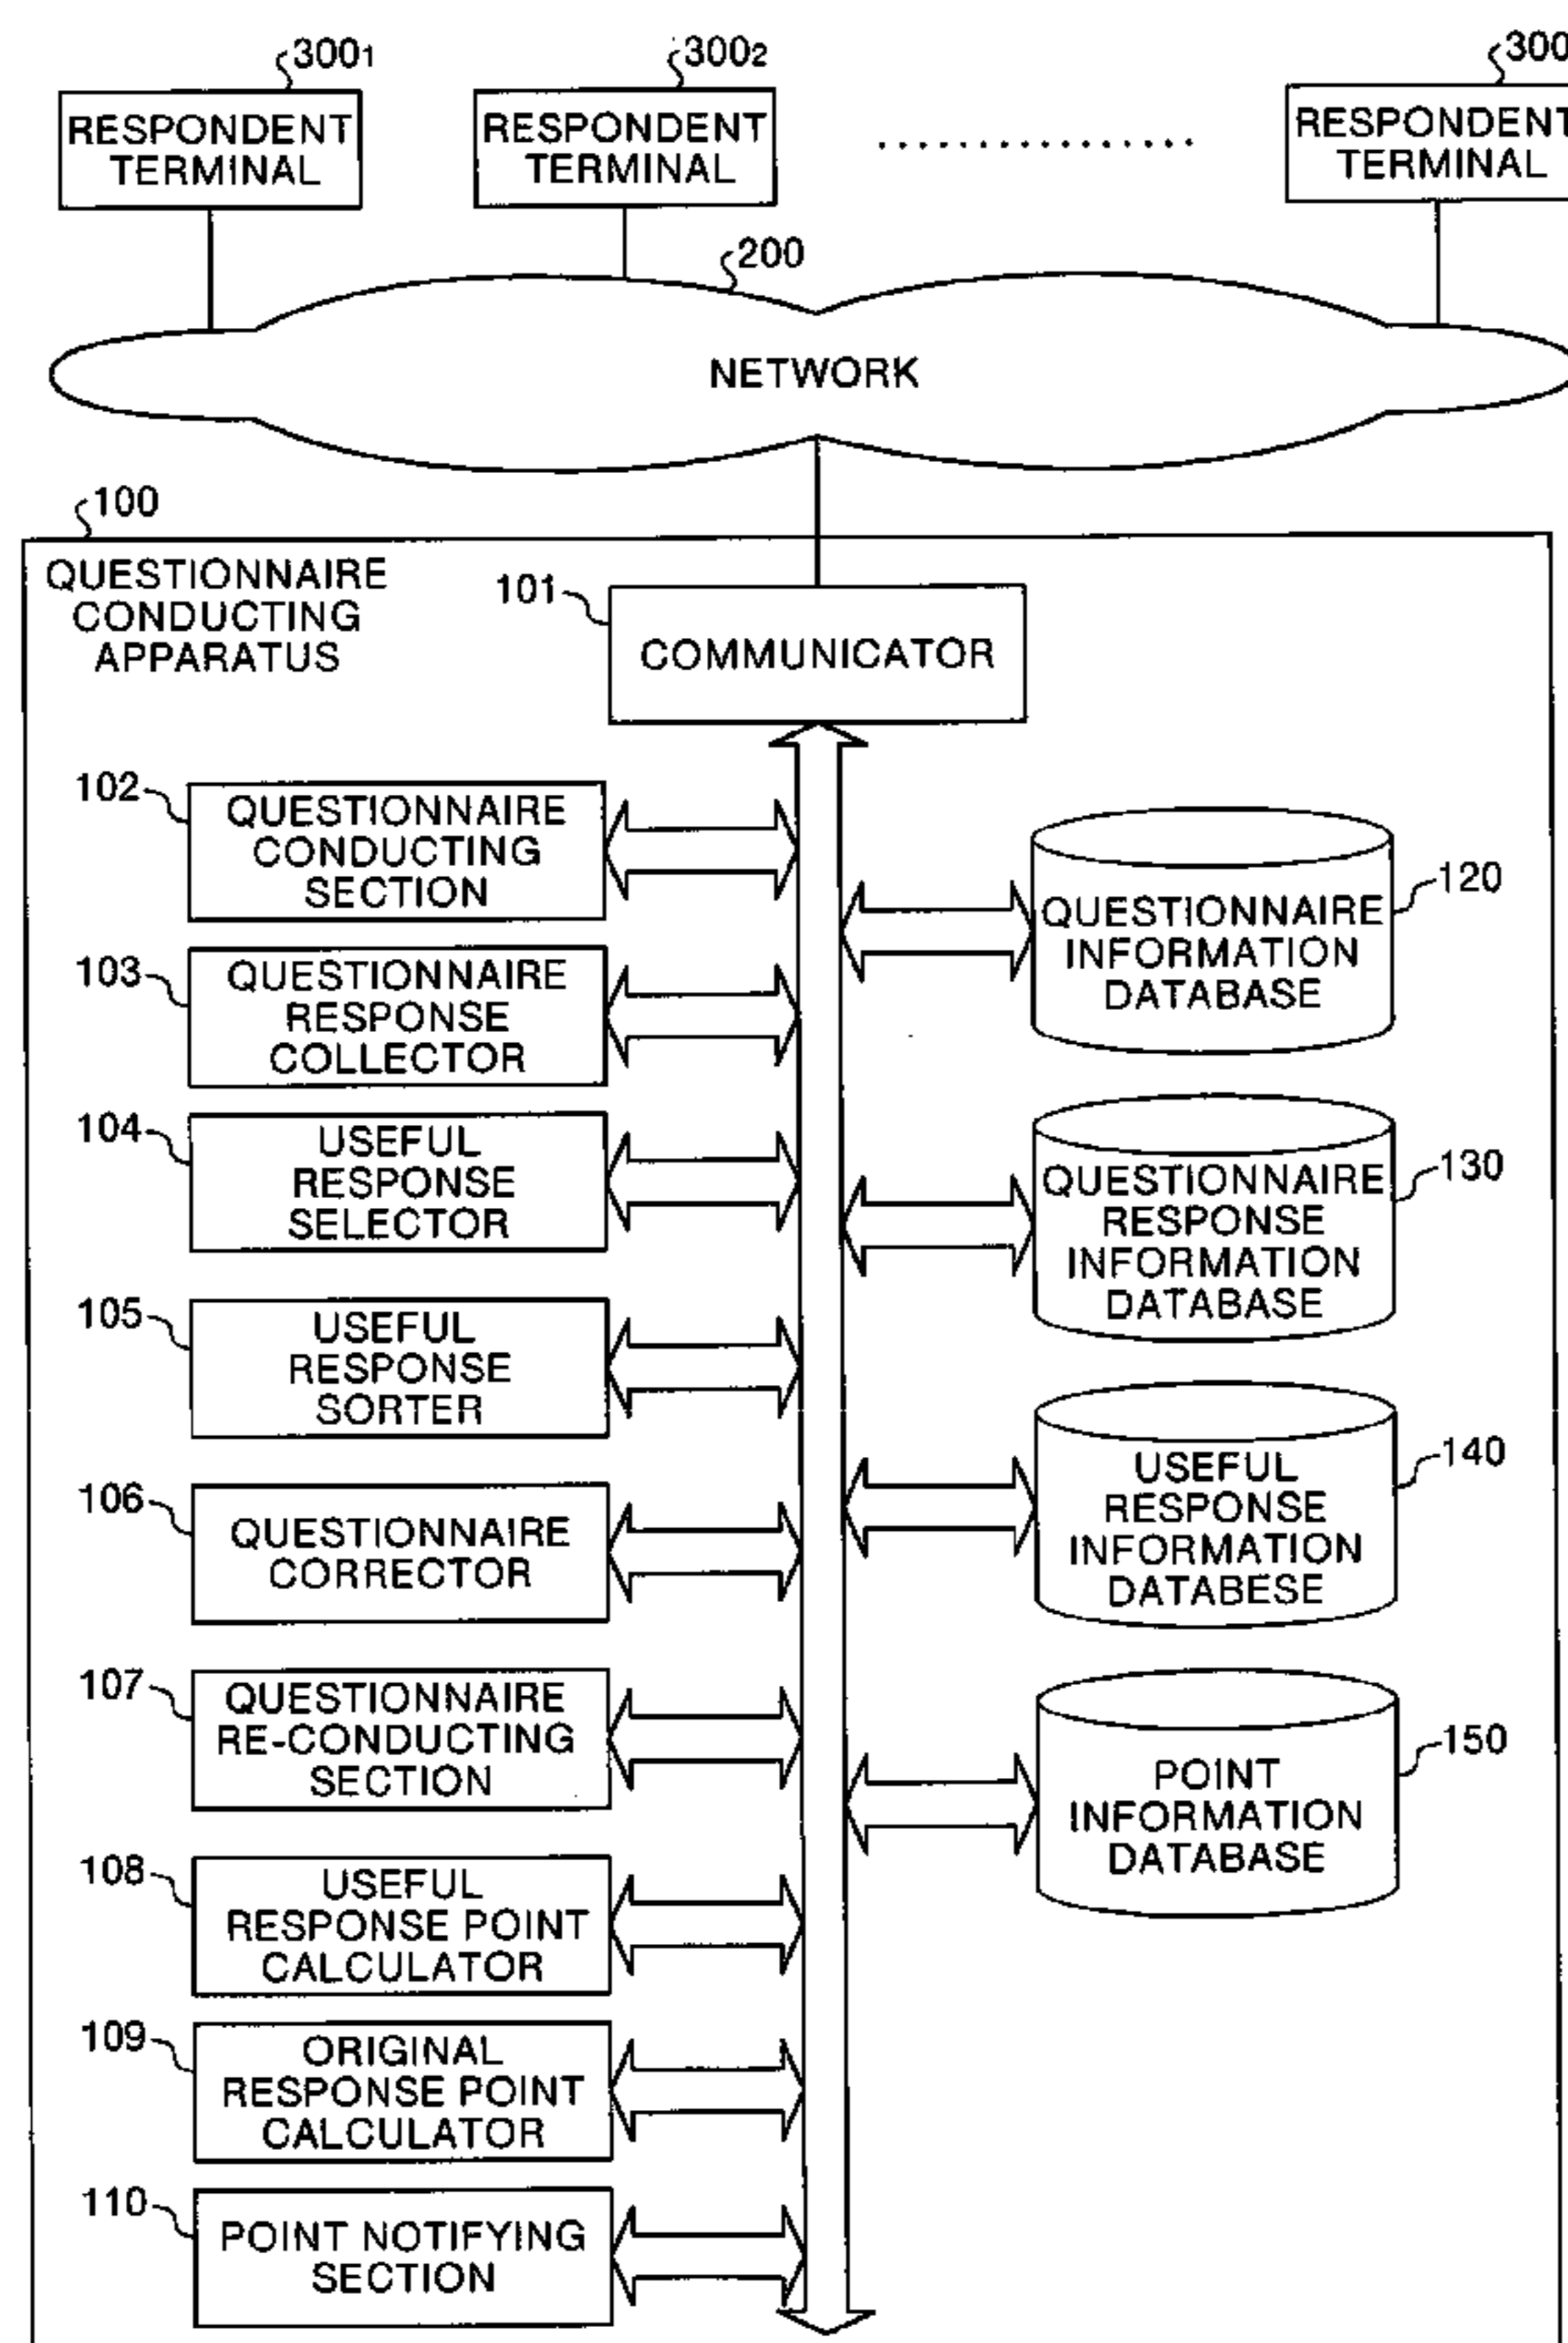 300₁
300₂
300
RESPONDENT
TERMINAL
RESPONDENT
TERMINAL
RESPONDENT
TERMINAL
200
NETWORK
100
QUESTIONNAIRE
CONDUCTING
APPARATUS
101
COMMUNICATOR
102
QUESTIONNAIRE
CONDUCTING
SECTION
120
QUESTIONNAIRE
INFORMATION
DATABASE
103
QUESTIONNAIRE
RESPONSE
COLLECTOR
104
USEFUL
RESPONSE
SELECTOR
130
QUESTIONNAIRE
RESPONSE
INFORMATION
DATABASE
105
USEFUL
RESPONSE
SORTER
140
USEFUL
RESPONSE
INFORMATION
DATABESE
106
QUESTIONNAIRE
CORRECTOR
107
QUESTIONNAIRE
RE-CONDUCTING
SECTION
150
POINT
INFORMATION
DATABASE
108
USEFUL
RESPONSE POINT
CALCULATOR
109
ORIGINAL
RESPONSE POINT
CALCULATOR
110
POINT NOTIFYING
SECTION